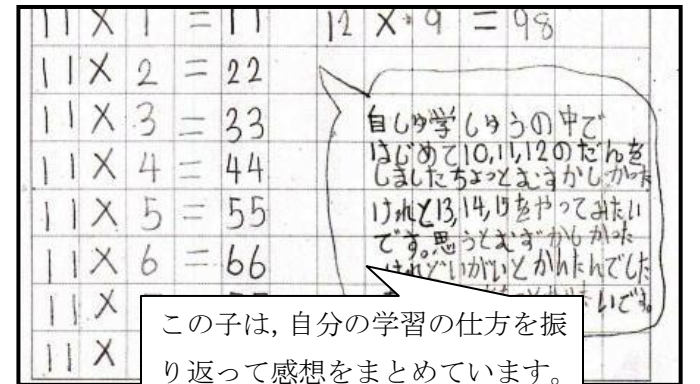 11 × 1 = 11
12 × 9 = 98
11 × 2 = 22
11 × 3 = 33
11 × 4 = 44
11 × 5 = 55
11 × 6 = 66
11 ×
11 ×
自しゅ学しゅうの中で
はじめて10,11,12のだんを
しましたちょっとむずかしかった
けれど13,14,15をやってみたい
です。思うとむずかしかった
けれどいがいとかんたんでした
いです。
この子は,自分の学習の仕方を振
り返って感想をまとめています。